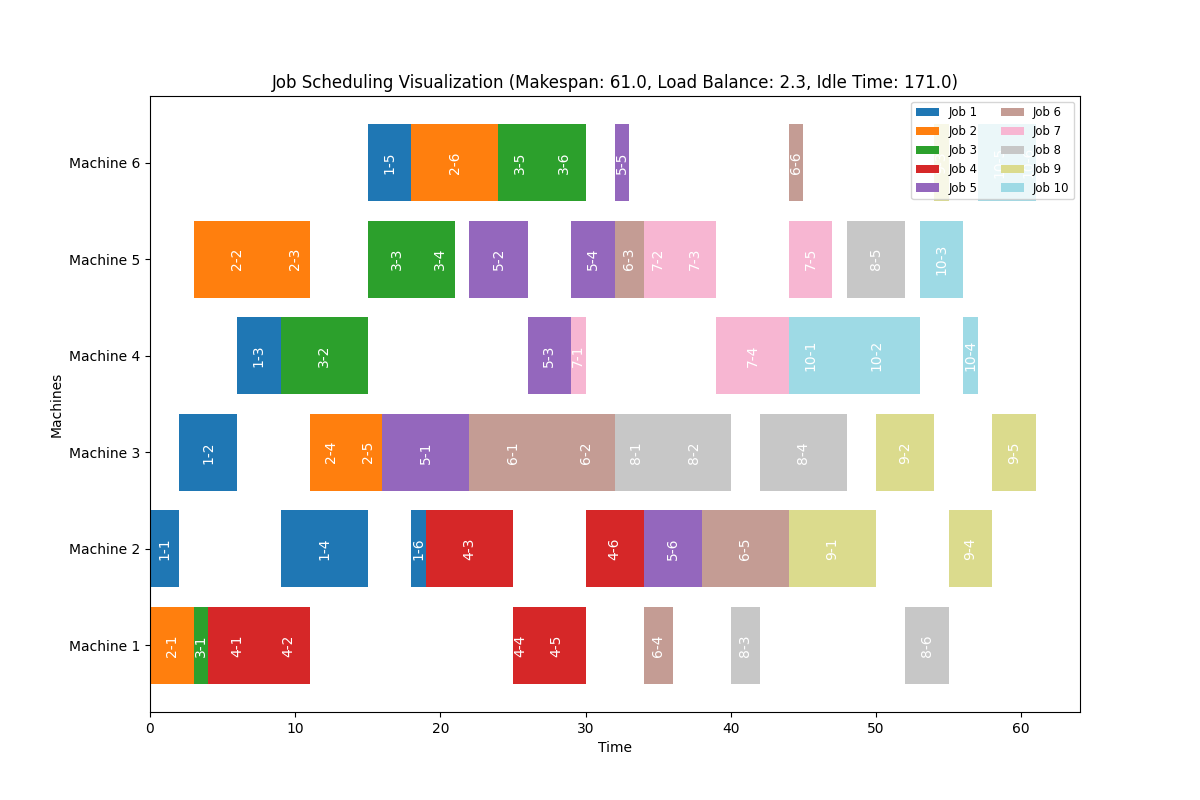 Job Scheduling Visualization (Makespan: 61.0, Load Balance: 2.3, Idle Time: 171.0)
Job 1 Job 6
Job 2 Job 7
Job 3 Job 8
Job 4 Job 9
Job 5 Job 10
Machine 6 1-5 2-6 3-5 3-6 5-5 6-6
Machine 5 2-2 2-3 3-3 3-4 5-2 5-4 6-3 7-2 7-3 7-5 8-5 10-3
Machine 4 1-3 3-2 5-3 7-1 7-4 10-1 10-2 10-4
Machine 3 1-2 2-4 2-5 5-1 6-1 6-2 8-1 8-2 8-4 9-2 9-5
Machine 2 1-1 1-4 1-6 4-3 4-6 5-6 6-5 9-1 9-4
Machine 1 2-1 3-1 4-1 4-2 4-4 4-5 6-4 8-3 8-6
Machines
0 10 20 30 40 50 60
Time